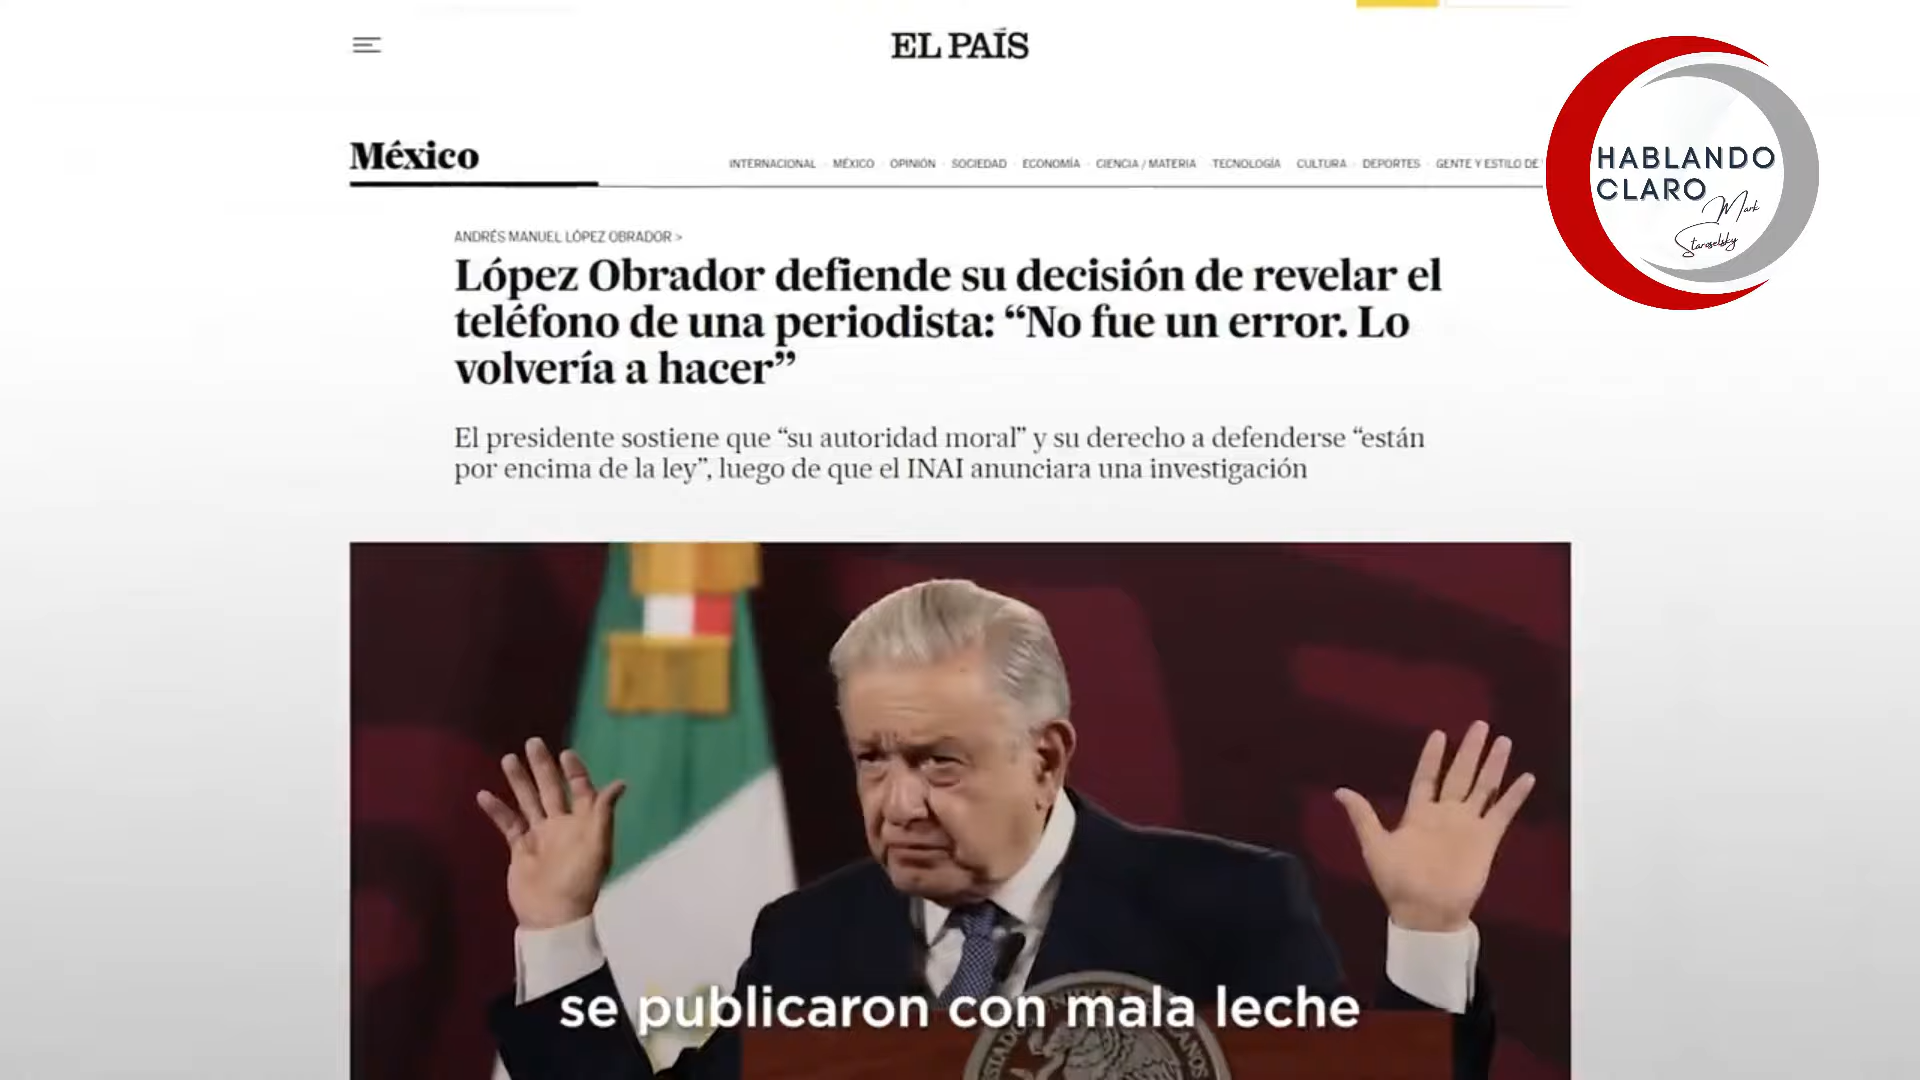 EL PAÍS
HABLANDO
CLARO
Mark
Staroselsky
México
INTERNACIONAL · MÉXICO · OPINIÓN · SOCIEDAD · ECONOMÍA · CIENCIA / MATERIA · TECNOLOGÍA · CULTURA · DEPORTES · GENTE Y ESTILO DE
ANDRÉS MANUEL LÓPEZ OBRADOR >
López Obrador defiende su decisión de revelar el
teléfono de una periodista: “No fue un error. Lo
volvería a hacer”
El presidente sostiene que “su autoridad moral” y su derecho a defenderse “están
por encima de la ley”, luego de que el INAI anunciara una investigación
se publicaron con mala leche